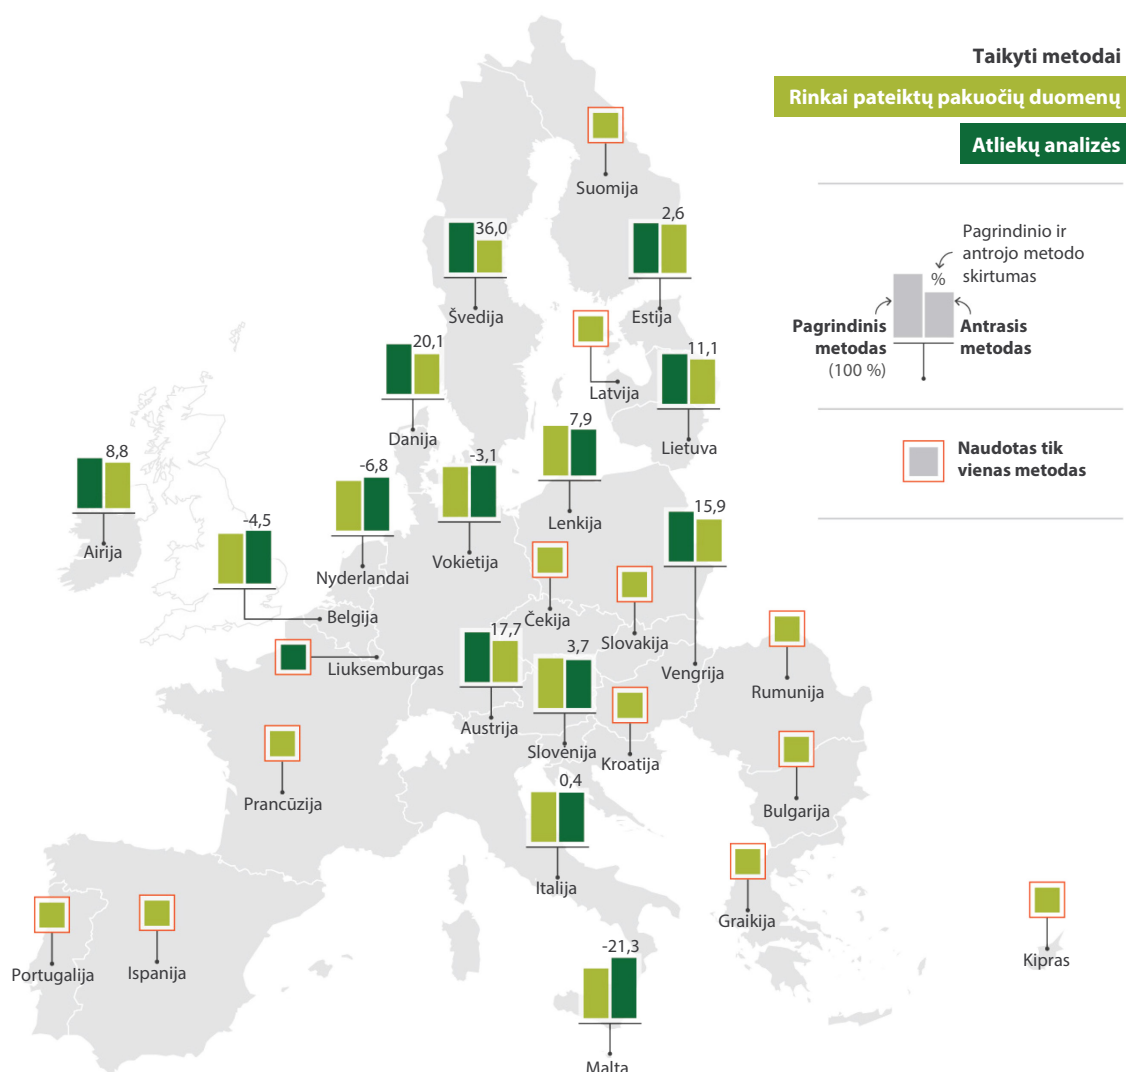 Taikyti metodai
Rinkai pateiktų pakuočių duomenų
Atliekų analizės
Pagrindinio ir
antrojo metodo
skirtumas
%
Pagrindinis
metodas
(100 %)
Antrasis
metodas
Naudotas tik
vienas metodas
Suomija
36,0
Švedija
2,6
Estija
Latvija
20,1
Danija
11,1
Lietuva
7,9
Lenkija
8,8
Airija
-6,8
Nyderlandai
-3,1
Vokietija
-4,5
Belgija
15,9
Vengrija
Čekija
Slovakija
Liuksemburgas
17,7
Austrija
3,7
Slovėnija
Kroatija
Rumunija
Prancūzija
Bulgarija
0,4
Italija
Graikija
Portugalija
Ispanija
Kipras
-21,3
Malta